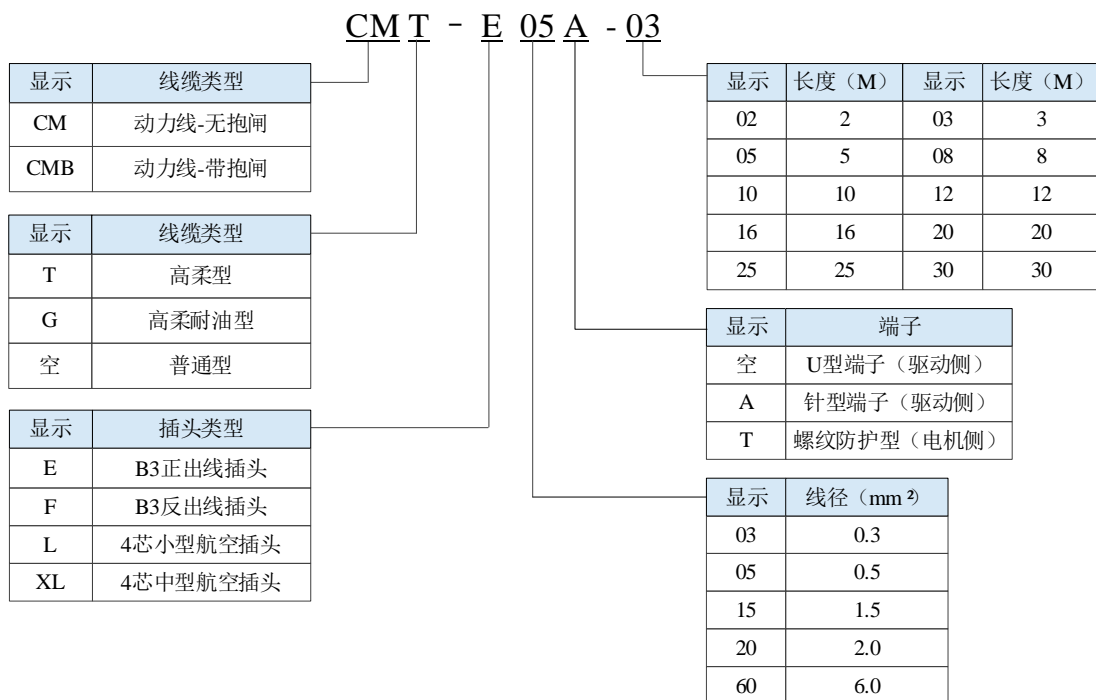 CMT - E 05 A - 03
显示 线缆类型
CM 动力线-无抱闸
CMB 动力线-带抱闸
显示 线缆类型
T 高柔型
G 高柔耐油型
空 普通型
显示 插头类型
E B3正出线插头
F B3反出线插头
L 4芯小型航空插头
XL 4芯中型航空插头
显示 长度（M） 显示 长度（M）
02 2 03 3
05 5 08 8
10 10 12 12
16 16 20 20
25 25 30 30
显示 端子
空 U型端子（驱动侧）
A 针型端子（驱动侧）
T 螺纹防护型（电机侧）
显示 线径（mm²）
03 0.3
05 0.5
15 1.5
20 2.0
60 6.0